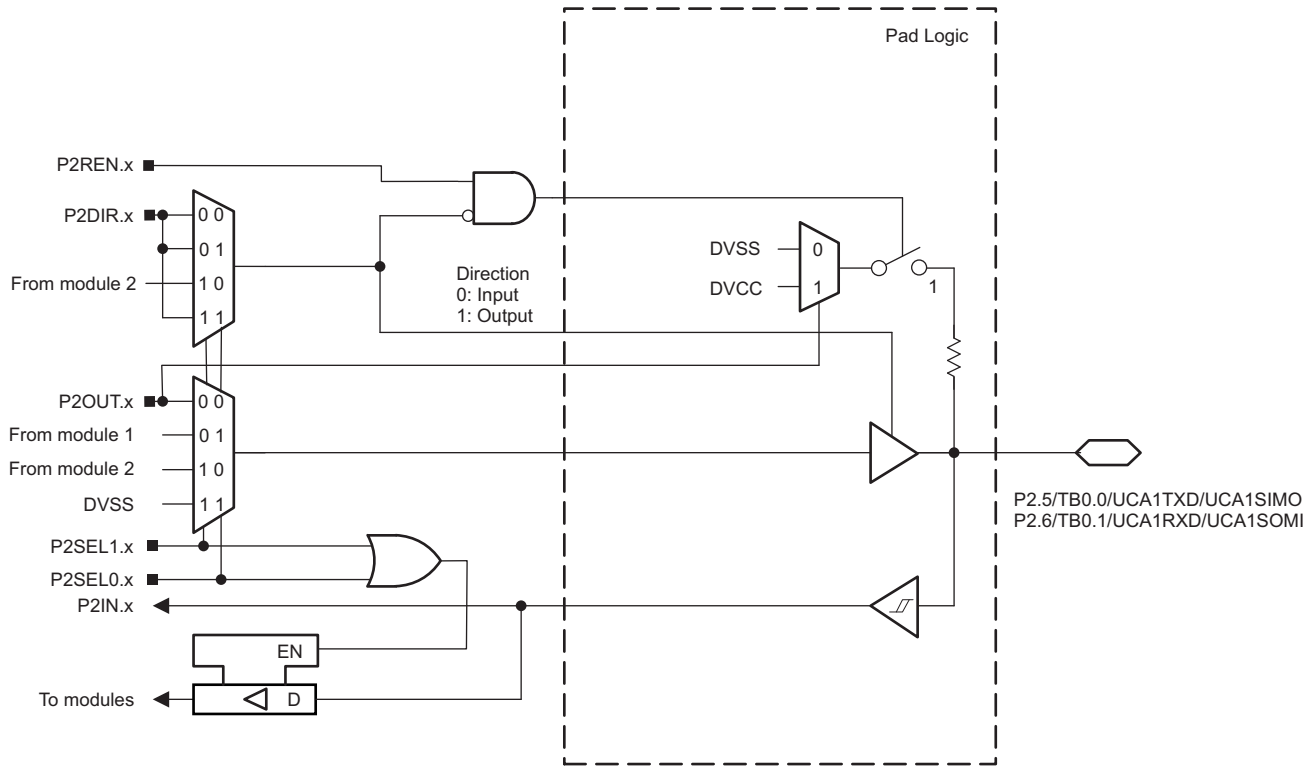 Pad Logic
P2REN.x
P2DIR.x
0 0
0 1
From module 2
1 0
1 1
Direction
0: Input
1: Output
DVSS
0
DVCC
1
1
P2OUT.x
0 0
From module 1
0 1
From module 2
1 0
DVSS
1 1
P2.5/TB0.0/UCA1TXD/UCA1SIMO
P2.6/TB0.1/UCA1RXD/UCA1SOMI
P2SEL1.x
P2SEL0.x
P2IN.x
EN
To modules
D